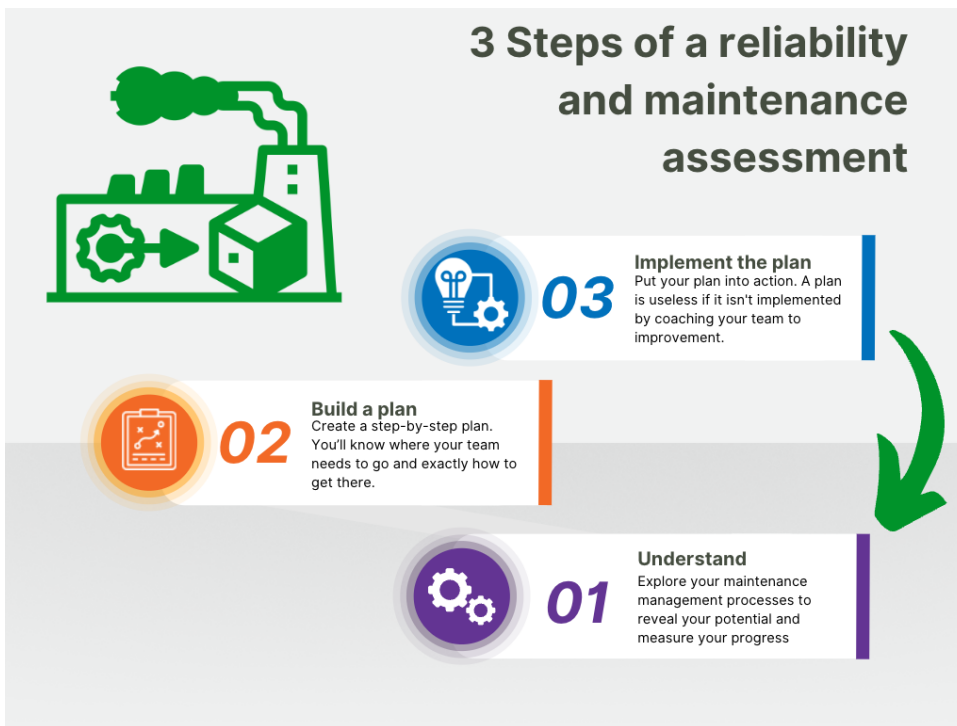 3 Steps of a reliability
and maintenance
assessment
03
Implement the plan
Put your plan into action. A plan
is useless if it isn't implemented
by coaching your team to
improvement.
02
Build a plan
Create a step-by-step plan.
You'll know where your team
needs to go and exactly how to
get there.
01
Understand
Explore your maintenance
management processes to
reveal your potential and
measure your progress